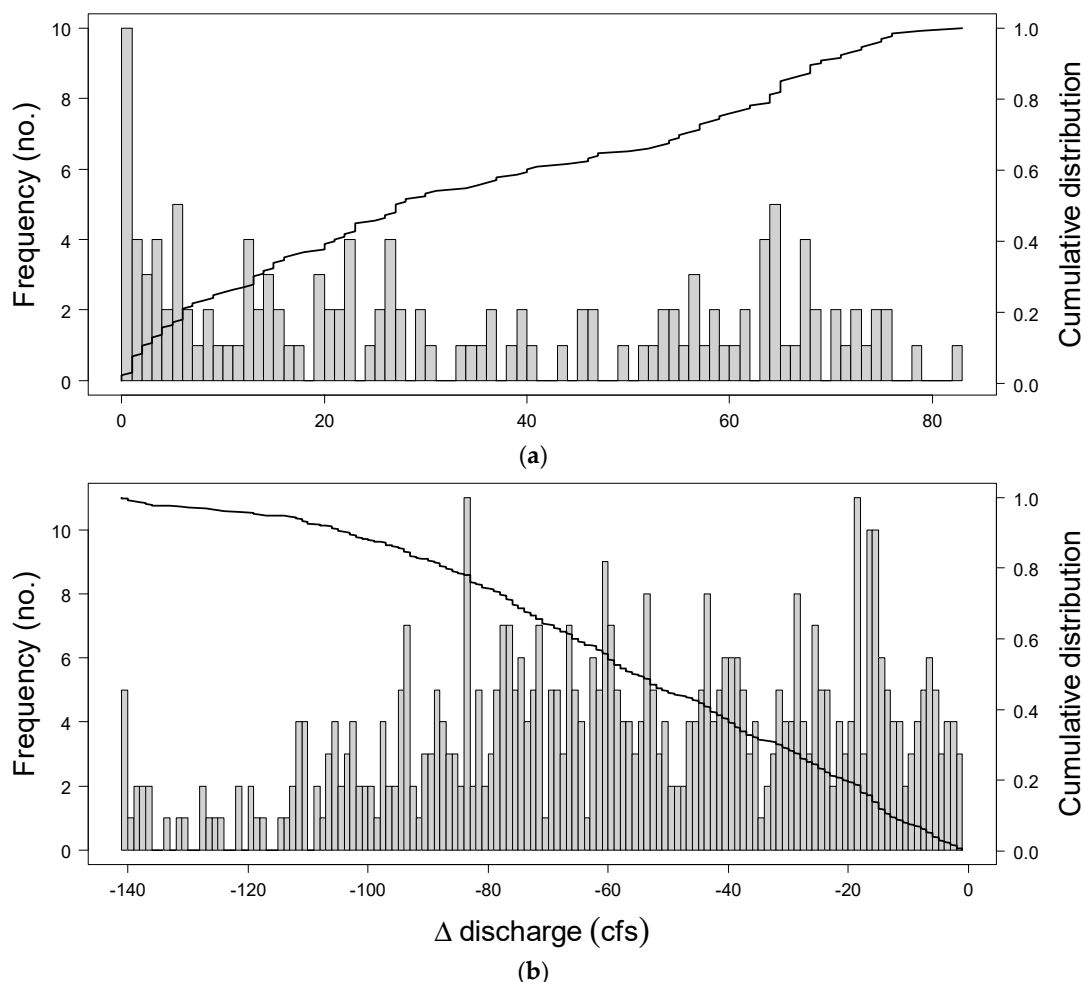 10
8
6
4
2
0
Frequency (no.)
1.0
0.8
0.6
0.4
0.2
0.0
Cumulative distribution
0 20 40 60 80
(a)
10
8
6
4
2
0
Frequency (no.)
1.0
0.8
0.6
0.4
0.2
0.0
Cumulative distribution
-140 -120 -100 -80 -60 -40 -20 0
Δ discharge (cfs)
(b)